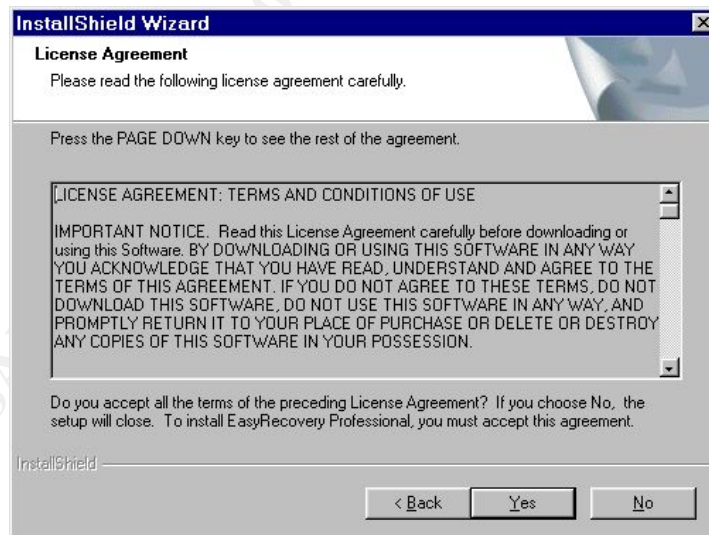 InstallShield Wizard
License Agreement
Please read the following license agreement carefully.
Press the PAGE DOWN key to see the rest of the agreement.
LICENSE AGREEMENT: TERMS AND CONDITIONS OF USE
IMPORTANT NOTICE. Read this License Agreement carefully before downloading or
using this Software. BY DOWNLOADING OR USING THIS SOFTWARE IN ANY WAY
YOU ACKNOWLEDGE THAT YOU HAVE READ, UNDERSTAND AND AGREE TO THE
TERMS OF THIS AGREEMENT. IF YOU DO NOT AGREE TO THESE TERMS, DO NOT
DOWNLOAD THIS SOFTWARE, DO NOT USE THIS SOFTWARE IN ANY WAY, AND
PROMPTLY RETURN IT TO YOUR PLACE OF PURCHASE OR DELETE OR DESTROY
ANY COPIES OF THIS SOFTWARE IN YOUR POSSESSION.
Do you accept all the terms of the preceding License Agreement? If you choose No, the
setup will close. To install EasyRecovery Professional, you must accept this agreement.
InstallShield
< Back Yes No